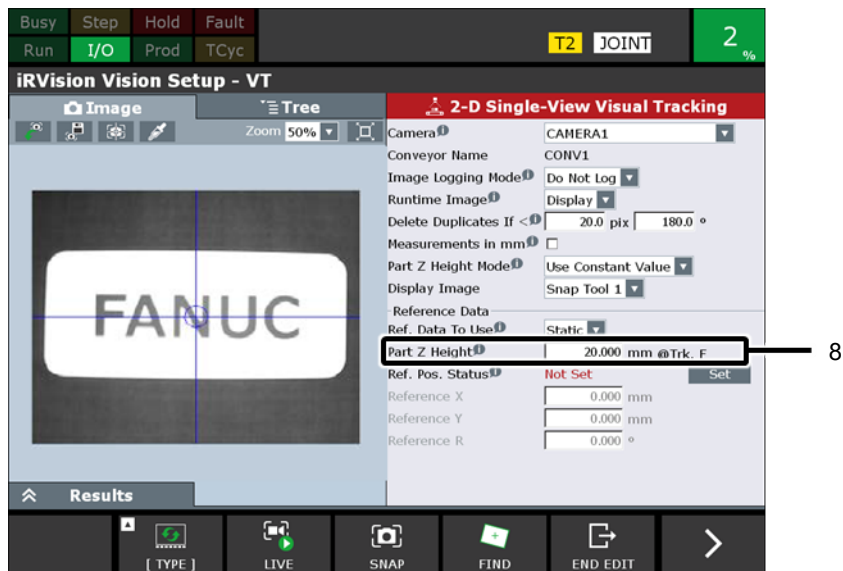 Busy Step Hold Fault
Run I/O Prod TCyc
T2 JOINT
2 %
iRVision Vision Setup - VT
Image Tree
Zoom 50%
FANUC
Results
2-D Single-View Visual Tracking
Camera CAMERA1
Conveyor Name CONV1
Image Logging Mode Do Not Log
Runtime Image Display
Delete Duplicates If < 20.0 pix 180.0 °
Measurements in mm
Part Z Height Mode Use Constant Value
Display Image Snap Tool 1
Reference Data
Ref. Data To Use Static
Part Z Height 20.000 mm @Trk. F
8
Ref. Pos. Status Not Set Set
Reference X 0.000 mm
Reference Y 0.000 mm
Reference R 0.000 °
[ TYPE ] LIVE SNAP FIND END EDIT